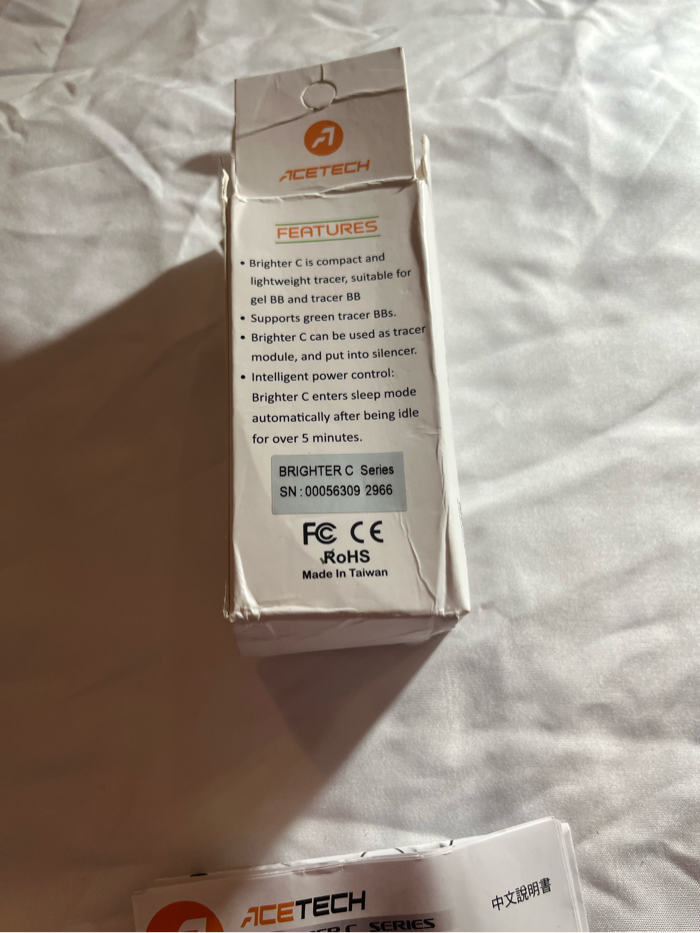 ACETECH
FEATURES
• Brighter C is compact and
lightweight tracer, suitable for
gel BB and tracer BB
• Supports green tracer BBs.
• Brighter C can be used as tracer
module, and put into silencer.
• Intelligent power control:
Brighter C enters sleep mode
automatically after being idle
for over 5 minutes.
BRIGHTER C Series
SN : 00056309 2966
FC CE
RoHS
Made In Taiwan
ACETECH
中文說明書
C SERIES